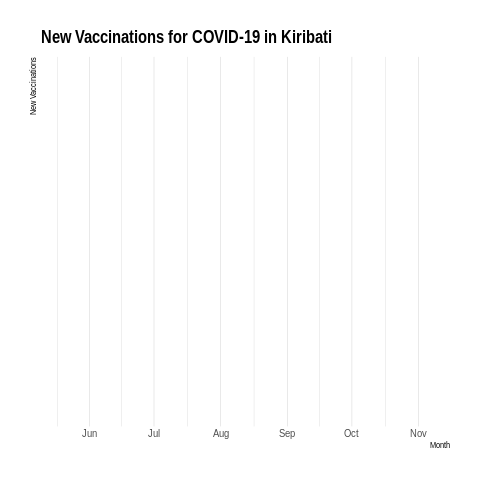 New Vaccinations for COVID-19 in Kiribati
New Vaccinations
Jun Jul Aug Sep Oct Nov
Month